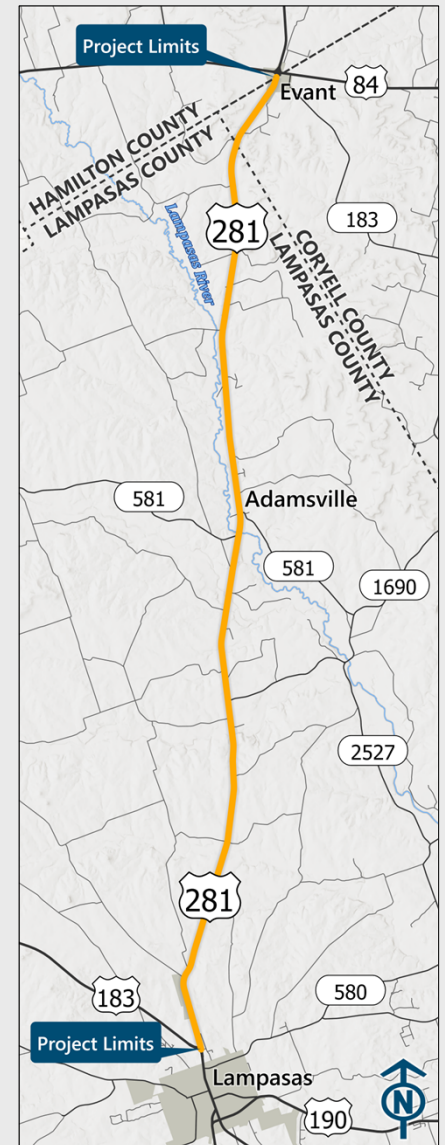 Project Limits
84
Evant
HAMILTON COUNTY
LAMPASAS COUNTY
183
Lampasas River
281
CORYELL COUNTY
LAMPASAS COUNTY
581
Adamsville
581
1690
2527
281
183
580
Project Limits
Lampasas
N
190